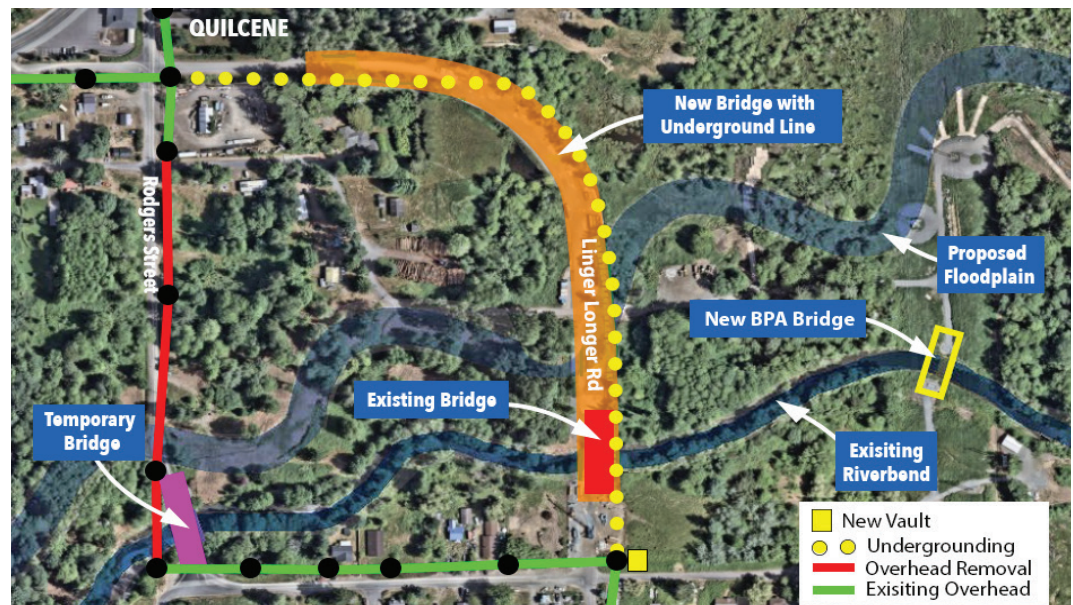 QUILCENE
New Bridge with
Underground Line
Rodgers Street
Linger Longer Rd
Proposed
Floodplain
New BPA Bridge
Existing Bridge
Temporary
Bridge
Exisiting
Riverbend
New Vault
Undergrounding
Overhead Removal
Exisiting Overhead